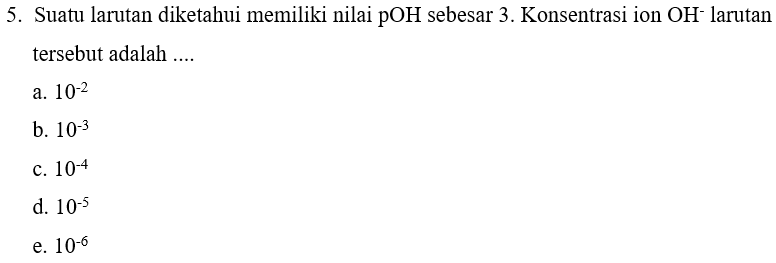 5. Suatu larutan diketahui memiliki nilai pOH sebesar 3. Konsentrasi ion OH⁻ larutan
tersebut adalah ....
a. 10⁻²
b. 10⁻³
c. 10⁻⁴
d. 10⁻⁵
e. 10⁻⁶